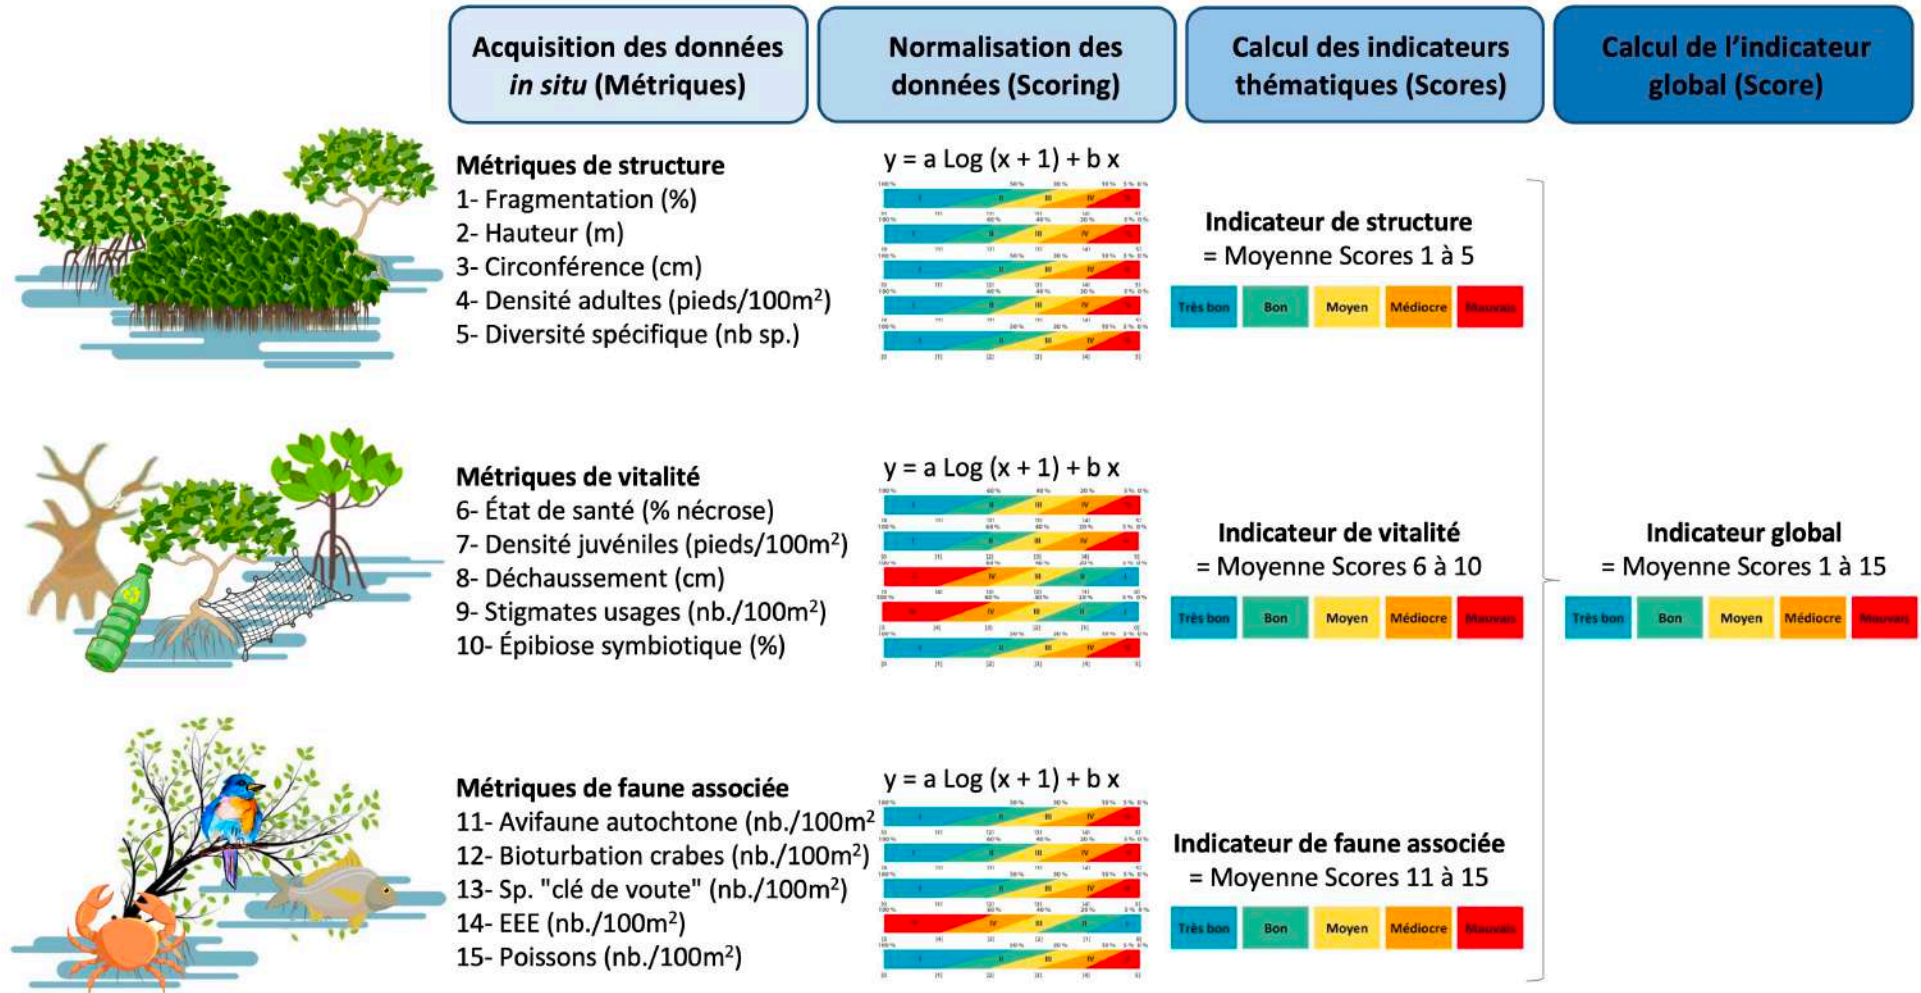 Acquisition des données
in situ (Métriques)
Normalisation des
données (Scoring)
Calcul des indicateurs
thématiques (Scores)
Calcul de l’indicateur
global (Score)
Métriques de structure
1- Fragmentation (%)
2- Hauteur (m)
3- Circonférence (cm)
4- Densité adultes (pieds/100m²)
5- Diversité spécifique (nb sp.)
y = a Log (x + 1) + b x
Indicateur de structure
= Moyenne Scores 1 à 5
Très bon Bon Moyen Médiocre Mauvais
Métriques de vitalité
6- État de santé (% nécrose)
7- Densité juvéniles (pieds/100m²)
8- Déchaussement (cm)
9- Stigmates usages (nb./100m²)
10- Épibiose symbiotique (%)
y = a Log (x + 1) + b x
Indicateur de vitalité
= Moyenne Scores 6 à 10
Très bon Bon Moyen Médiocre Mauvais
Indicateur global
= Moyenne Scores 1 à 15
Très bon Bon Moyen Médiocre Mauvais
Métriques de faune associée
11- Avifaune autochtone (nb./100m²
12- Bioturbation crabes (nb./100m²)
13- Sp. "clé de voute" (nb./100m²)
14- EEE (nb./100m²)
15- Poissons (nb./100m²)
y = a Log (x + 1) + b x
Indicateur de faune associée
= Moyenne Scores 11 à 15
Très bon Bon Moyen Médiocre Mauvais